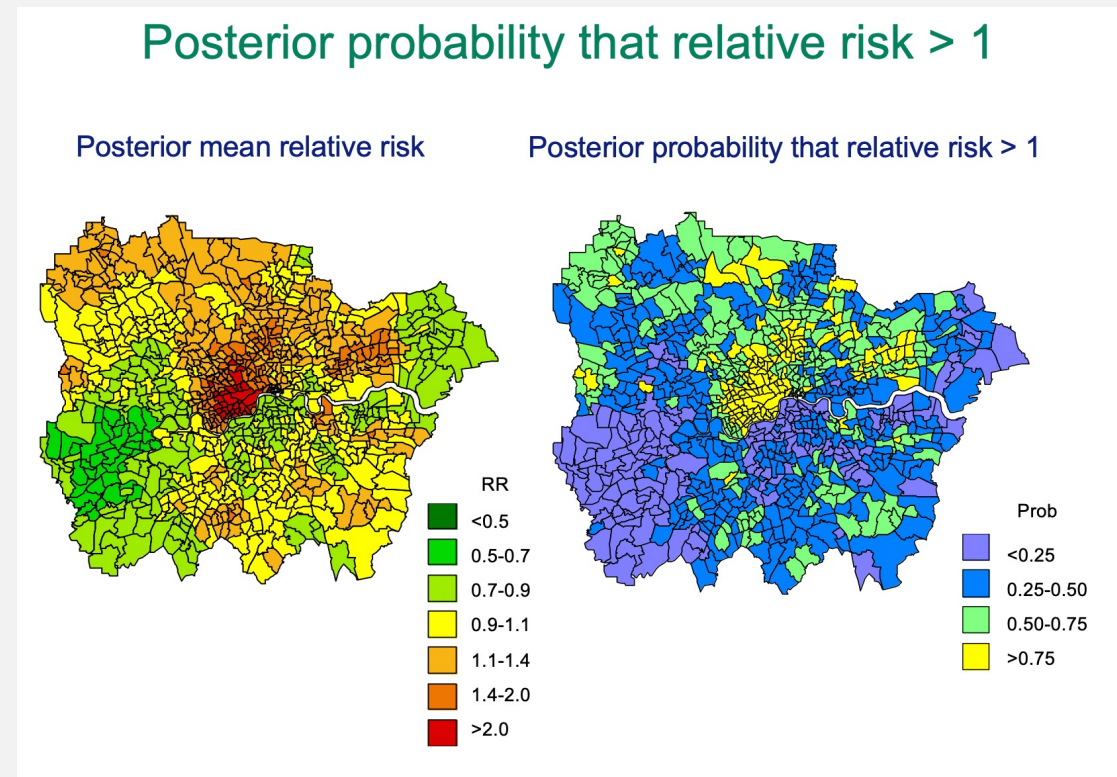 Posterior probability that relative risk > 1
Posterior mean relative risk
Posterior probability that relative risk > 1
RR
<0.5
0.5-0.7
0.7-0.9
0.9-1.1
1.1-1.4
1.4-2.0
>2.0
Prob
<0.25
0.25-0.50
0.50-0.75
>0.75